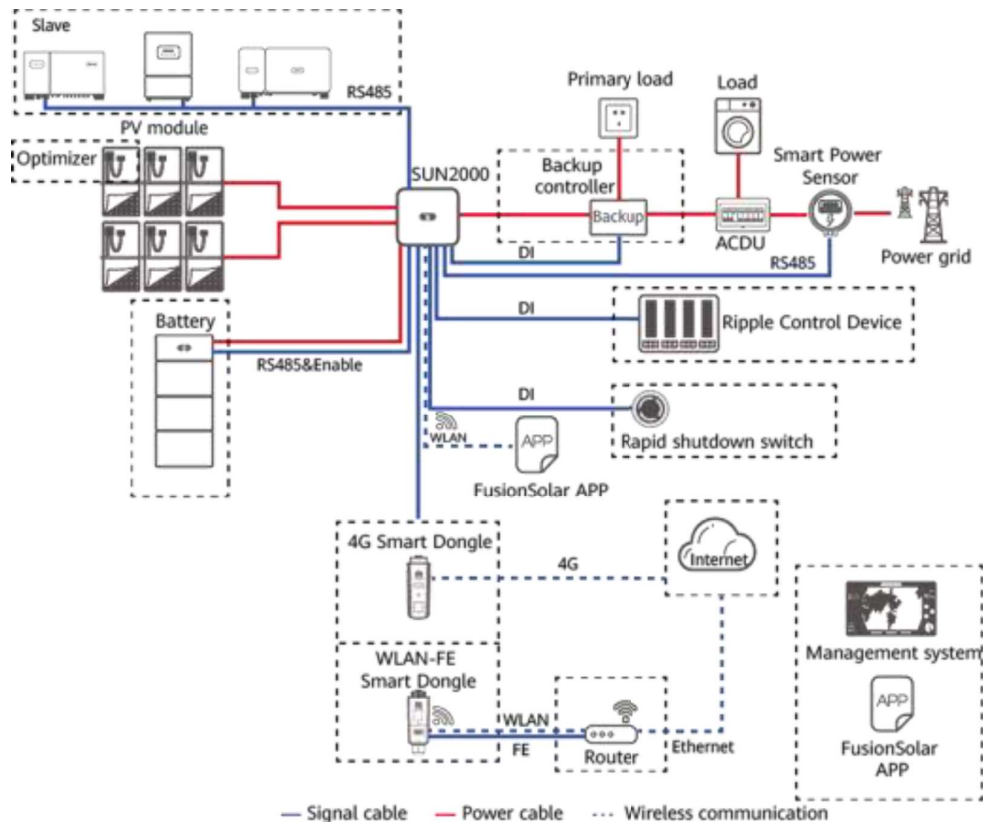 Slave
RS485
PV module
Optimizer
SUN2000
Primary load
Load
Backup
controller
Backup
Smart Power
Sensor
ACDU
Power grid
DI
RS485
Battery
RS485&Enable
DI
Ripple Control Device
DI
Rapid shutdown switch
WLAN
APP
FusionSolar APP
4G Smart Dongle
4G
Internet
WLAN-FE
Smart Dongle
WLAN
FE
Router
Ethernet
Management system
APP
FusionSolar
APP
Signal cable
Power cable
Wireless communication